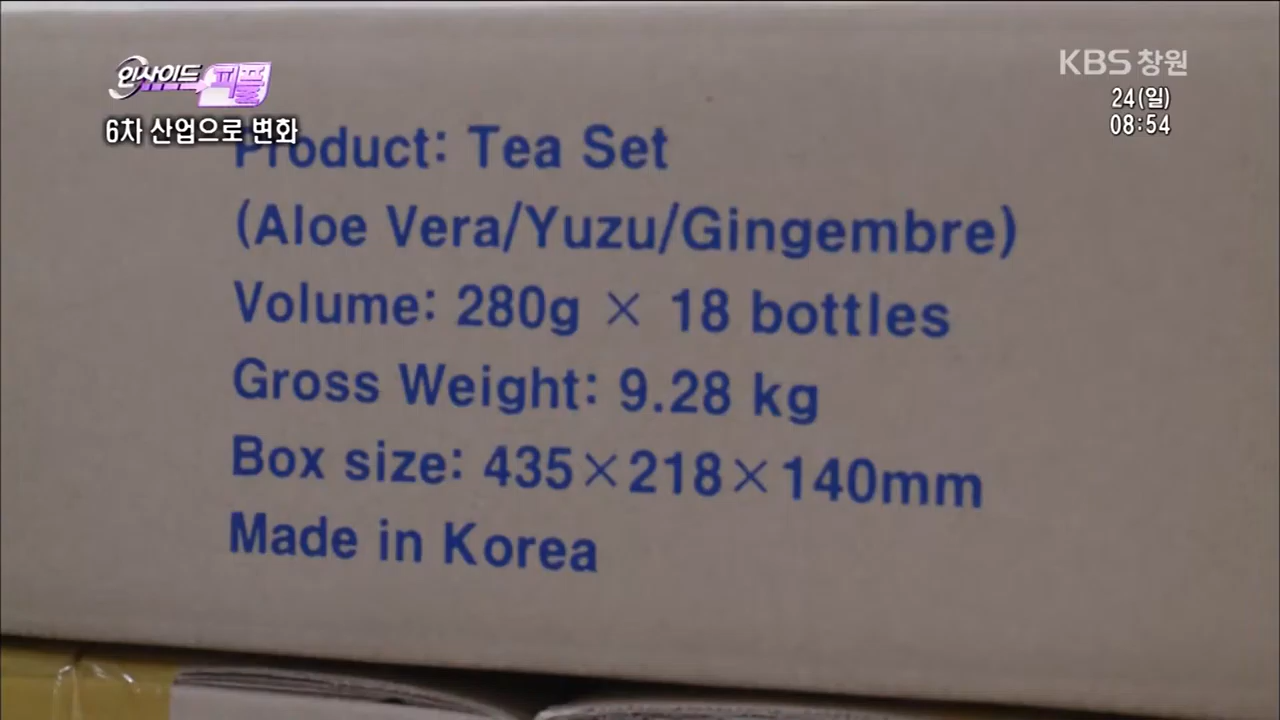 인사이드 피플
KBS 창원
24(일)
08:54
6차 산업으로 변화
Product: Tea Set
(Aloe Vera/Yuzu/Gingembre)
Volume: 280g × 18 bottles
Gross Weight: 9.28 kg
Box size: 435×218×140mm
Made in Korea